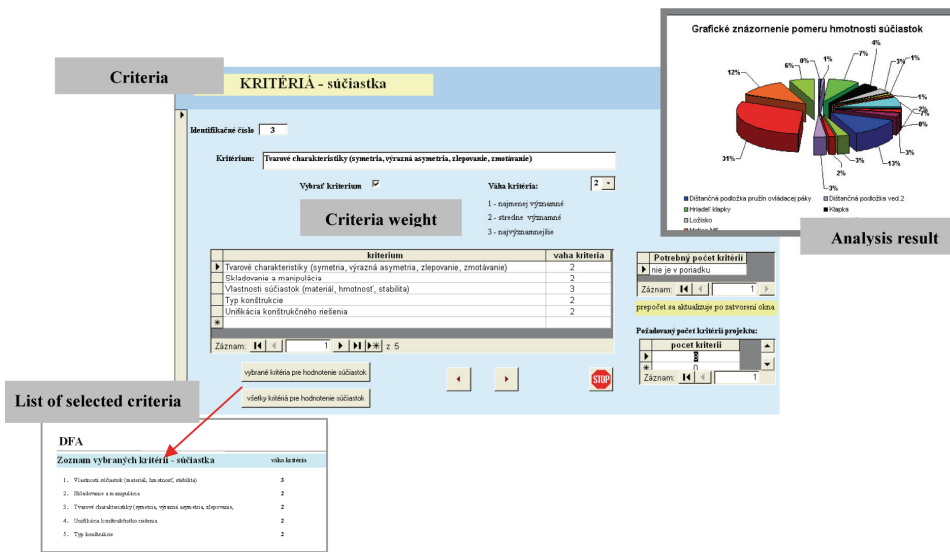 Grafické znázornenie pomeru hmotnosti súčiastok
4%
0%
1%
7%
6%
3%
1%
12%
1%
2%
0%
3%
31%
13%
3%
2%
3%
Dištančná podložka pružín ovládacej páky
Dištančná podložka ved.2
Hriadeľ klapky
Klapka
Ložisko
Analysis result
Criteria
KRITÉRIÁ - súčiastka
Identifikačné číslo 3
Kritérium: Tvarové charakteristiky (symetria, výrazná asymetria, zlepovanie, zmotávanie)
Vybrať kriterium
Váha kritéria: 2
1 - najmenej významné
2 - stredne významné
3 - najvýznamnejšie
Criteria weight
kriterium vaha kriteria
Tvarové charakteristiky (symetria, výrazná asymetria, zlepovanie, zmotávanie) 2
Skladovanie a manipulácia 2
Vlastnosti súčiastok (materiál, hmotnosť, stabilita) 3
Typ konštrukcie 2
Unifikácia konštrukčného riešenia 2
Záznam: 1 z 5
Potrebný počet kritérií
nie je v poriadku
Záznam: 1
prepočet sa aktualizuje po zatvorení okna
Požadovaný počet kritérii projektu:
pocet kriterii
0
Záznam: 1
vybrané kritéria pre hodnotenie súčiastok
všetky kritériá pre hodnotenie súčiastok
STOP
List of selected criteria
DFA
Zoznam vybraných kritérií - súčiastka váha kritéria
1. Vlastnosti súčiastok (materiál, hmotnosť, stabilita) 3
2. Skladovanie a manipulácia 2
3. Tvarové charakteristiky (symetria, výrazná asymetria, zlepovanie, 2
4. Unifikácia konštrukčného riešenia 2
5. Typ konštrukcie 2